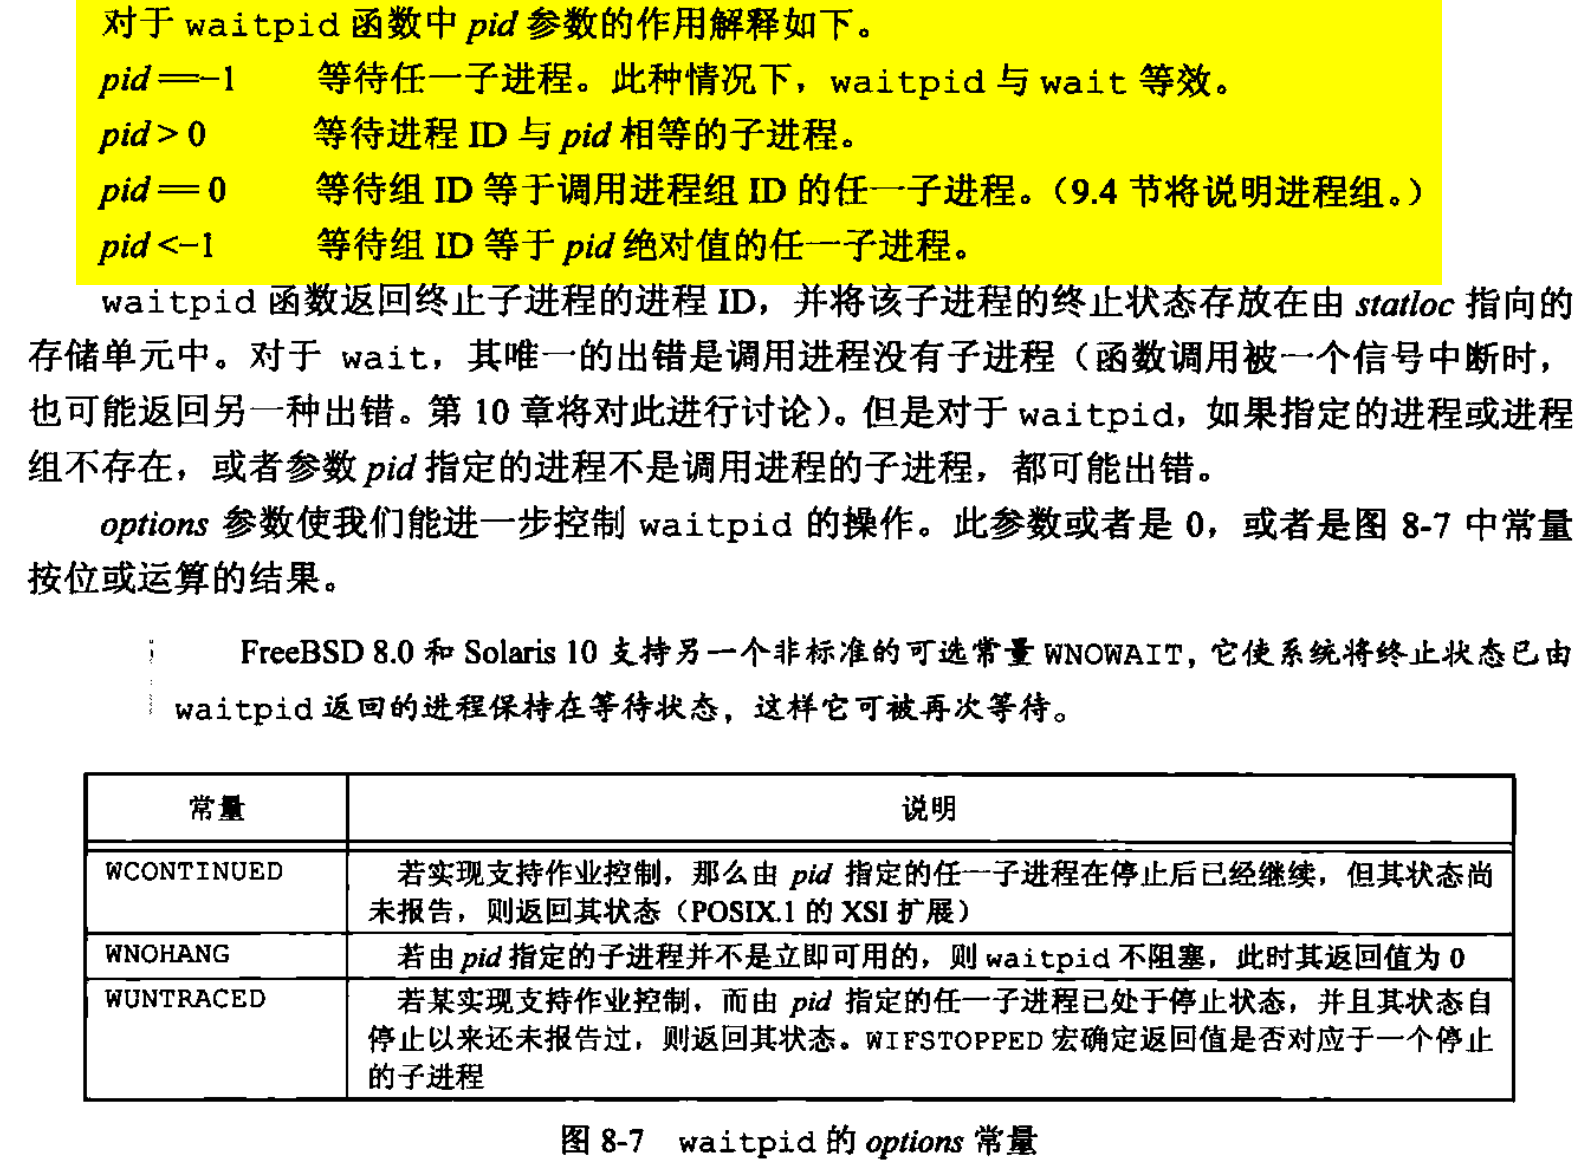 对于 waitpid 函数中 pid 参数的作用解释如下。
pid==-1 等待任一子进程。此种情况下，waitpid 与 wait 等效。
pid > 0 等待进程 ID 与 pid 相等的子进程。
pid == 0 等待组 ID 等于调用进程组 ID 的任一子进程。（9.4 节将说明进程组。）
pid <-1 等待组 ID 等于 pid 绝对值的任一子进程。
waitpid 函数返回终止子进程的进程 ID，并将该子进程的终止状态存放在由 statloc 指向的
存储单元中。对于 wait，其唯一的出错是调用进程没有子进程（函数调用被一个信号中断时，
也可能返回另一种出错。第 10 章将对此进行讨论）。但是对于 waitpid，如果指定的进程或进程
组不存在，或者参数 pid 指定的进程不是调用进程的子进程，都可能出错。
options 参数使我们能进一步控制 waitpid 的操作。此参数或者是 0，或者是图 8-7 中常量
按位或运算的结果。
FreeBSD 8.0 和 Solaris 10 支持另一个非标准的可选常量 WNOWAIT，它使系统将终止状态已由
waitpid 返回的进程保持在等待状态，这样它可被再次等待。
常量 说明
WCONTINUED 若实现支持作业控制，那么由 pid 指定的任一子进程在停止后已经继续，但其状态尚
未报告，则返回其状态（POSIX.1 的 XSI 扩展）
WNOHANG 若由 pid 指定的子进程并不是立即可用的，则 waitpid 不阻塞，此时其返回值为 0
WUNTRACED 若某实现支持作业控制，而由 pid 指定的任一子进程已处于停止状态，并且其状态自
停止以来还未报告过，则返回其状态。WIFSTOPPED 宏确定返回值是否对应于一个停止
的子进程
图 8-7 waitpid 的 options 常量